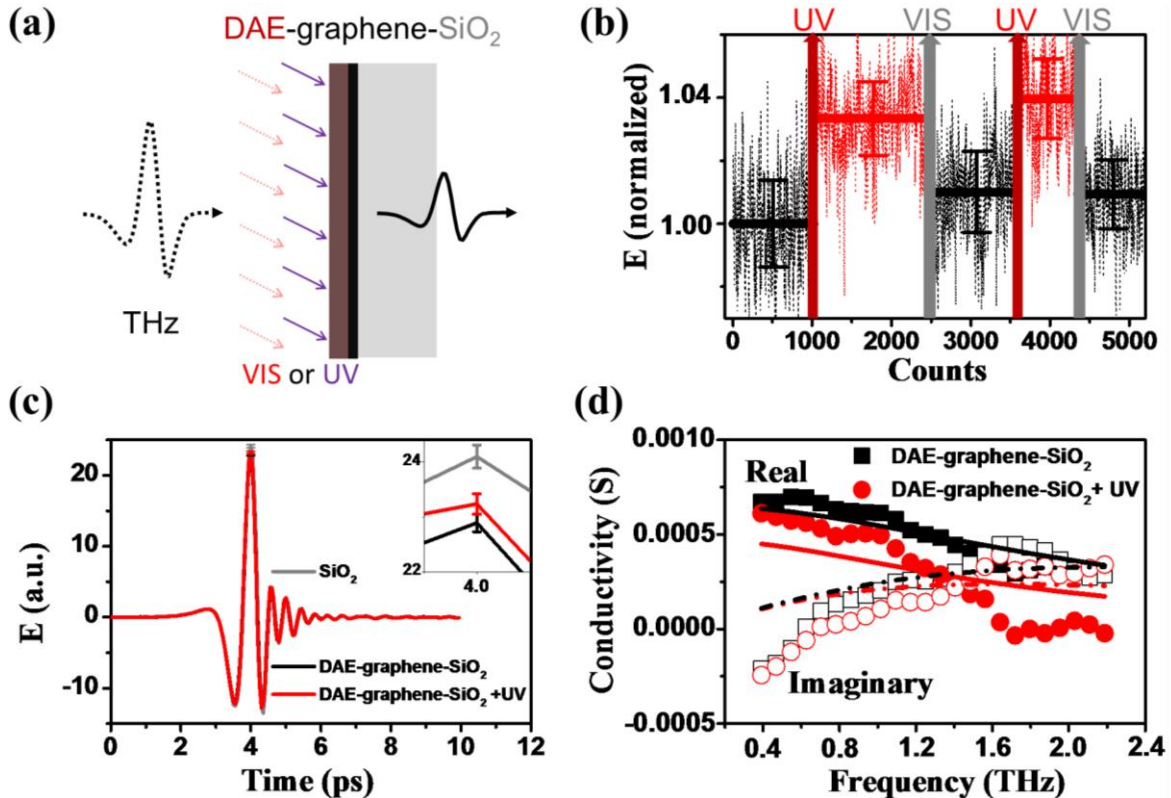 (a)
DAE-graphene-SiO₂
THz
VIS or UV
(b)
UV VIS UV VIS
E (normalized)
1.04
1.00
0 1000 2000 3000 4000 5000
Counts
(c)
E (a.u.)
20
10
0
-10
24
22
4.0
SiO₂
DAE-graphene-SiO₂
DAE-graphene-SiO₂ +UV
0 2 4 6 8 10 12
Time (ps)
(d)
Conductivity (S)
0.0010
0.0005
0.0000
-0.0005
Real
DAE-graphene-SiO₂
DAE-graphene-SiO₂+ UV
Imaginary
0.4 0.8 1.2 1.6 2.0 2.4
Frequency (THz)